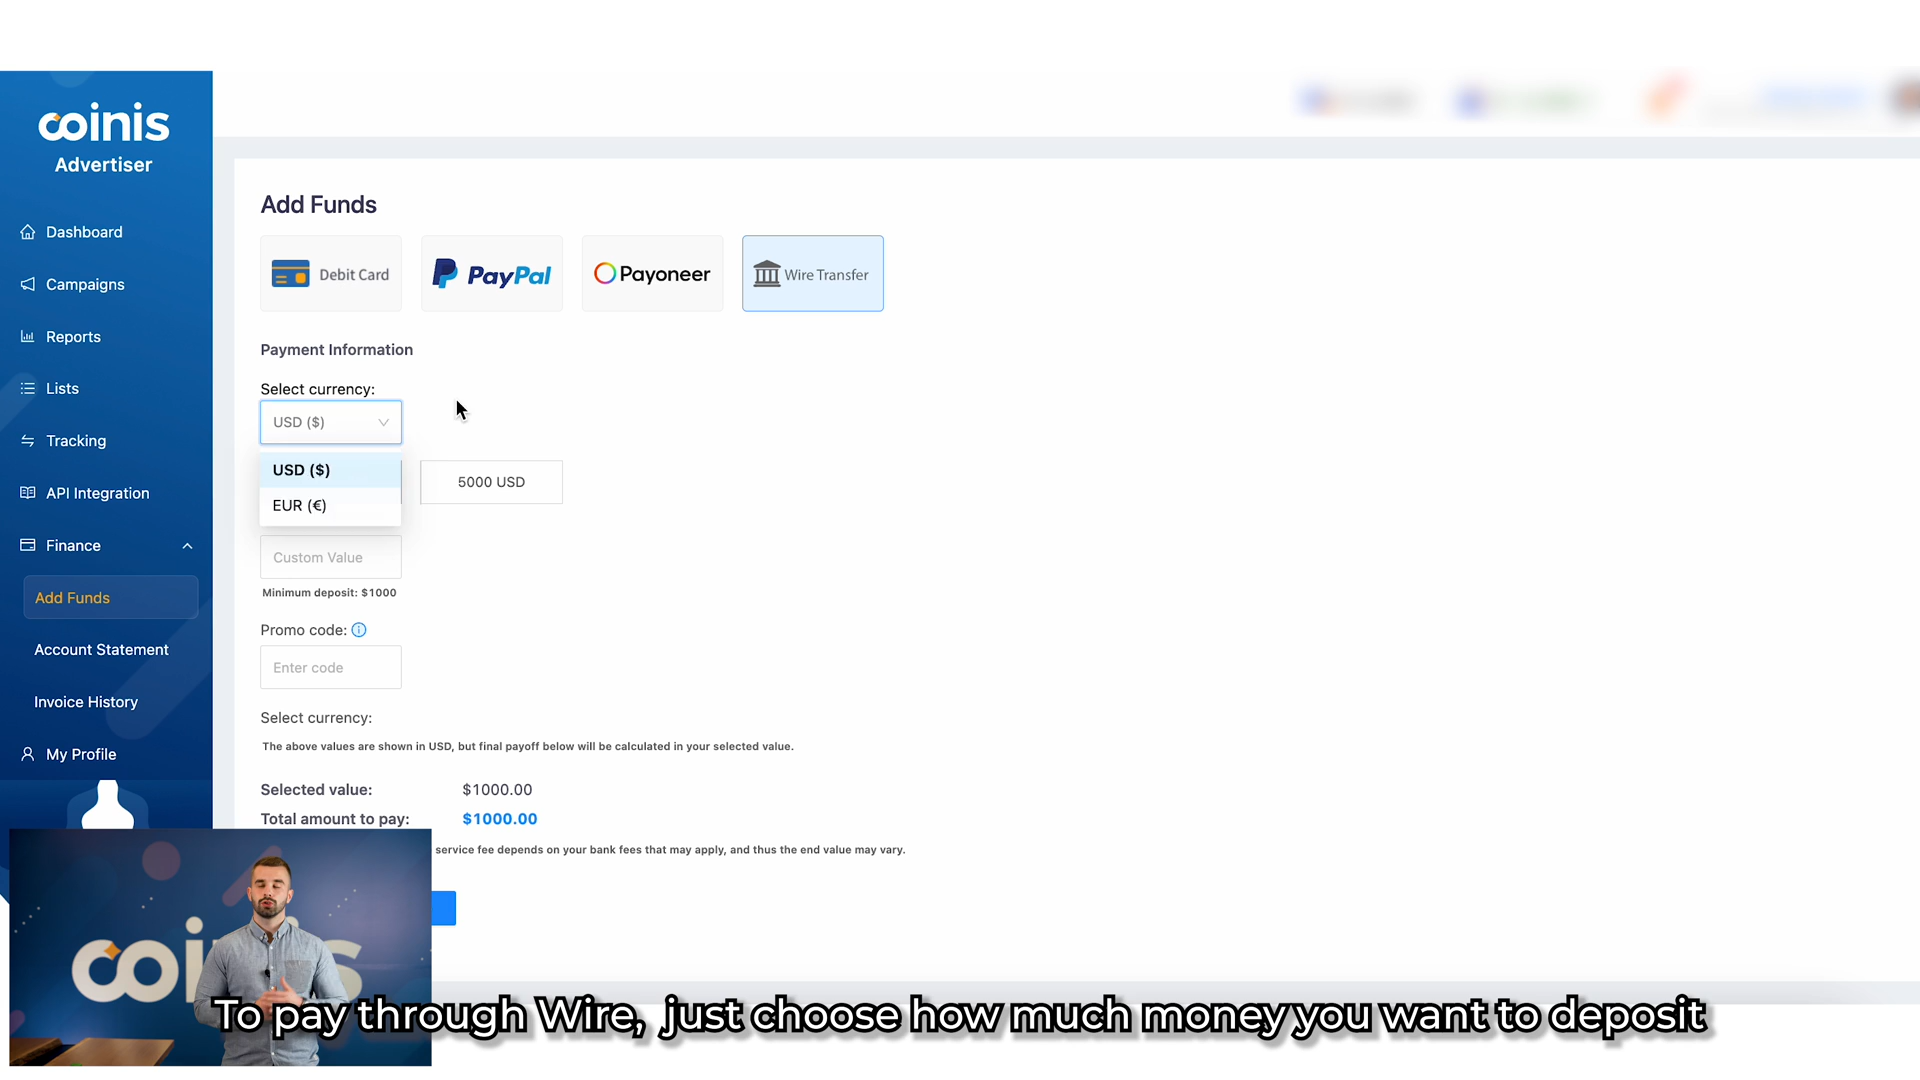 coinis
Advertiser
Dashboard
Campaigns
Reports
Lists
Tracking
API Integration
Finance
Add Funds
Account Statement
Invoice History
My Profile
Add Funds
Debit Card
PayPal
Payoneer
Wire Transfer
Payment Information
Select currency:
USD ($)
USD ($)
EUR (€)
5000 USD
Custom Value
Minimum deposit: $1000
Promo code:
Enter code
Select currency:
The above values are shown in USD, but final payoff below will be calculated in your selected value.
Selected value: $1000.00
Total amount to pay: $1000.00
service fee depends on your bank fees that may apply, and thus the end value may vary.
To pay through Wire, just choose how much money you want to deposit